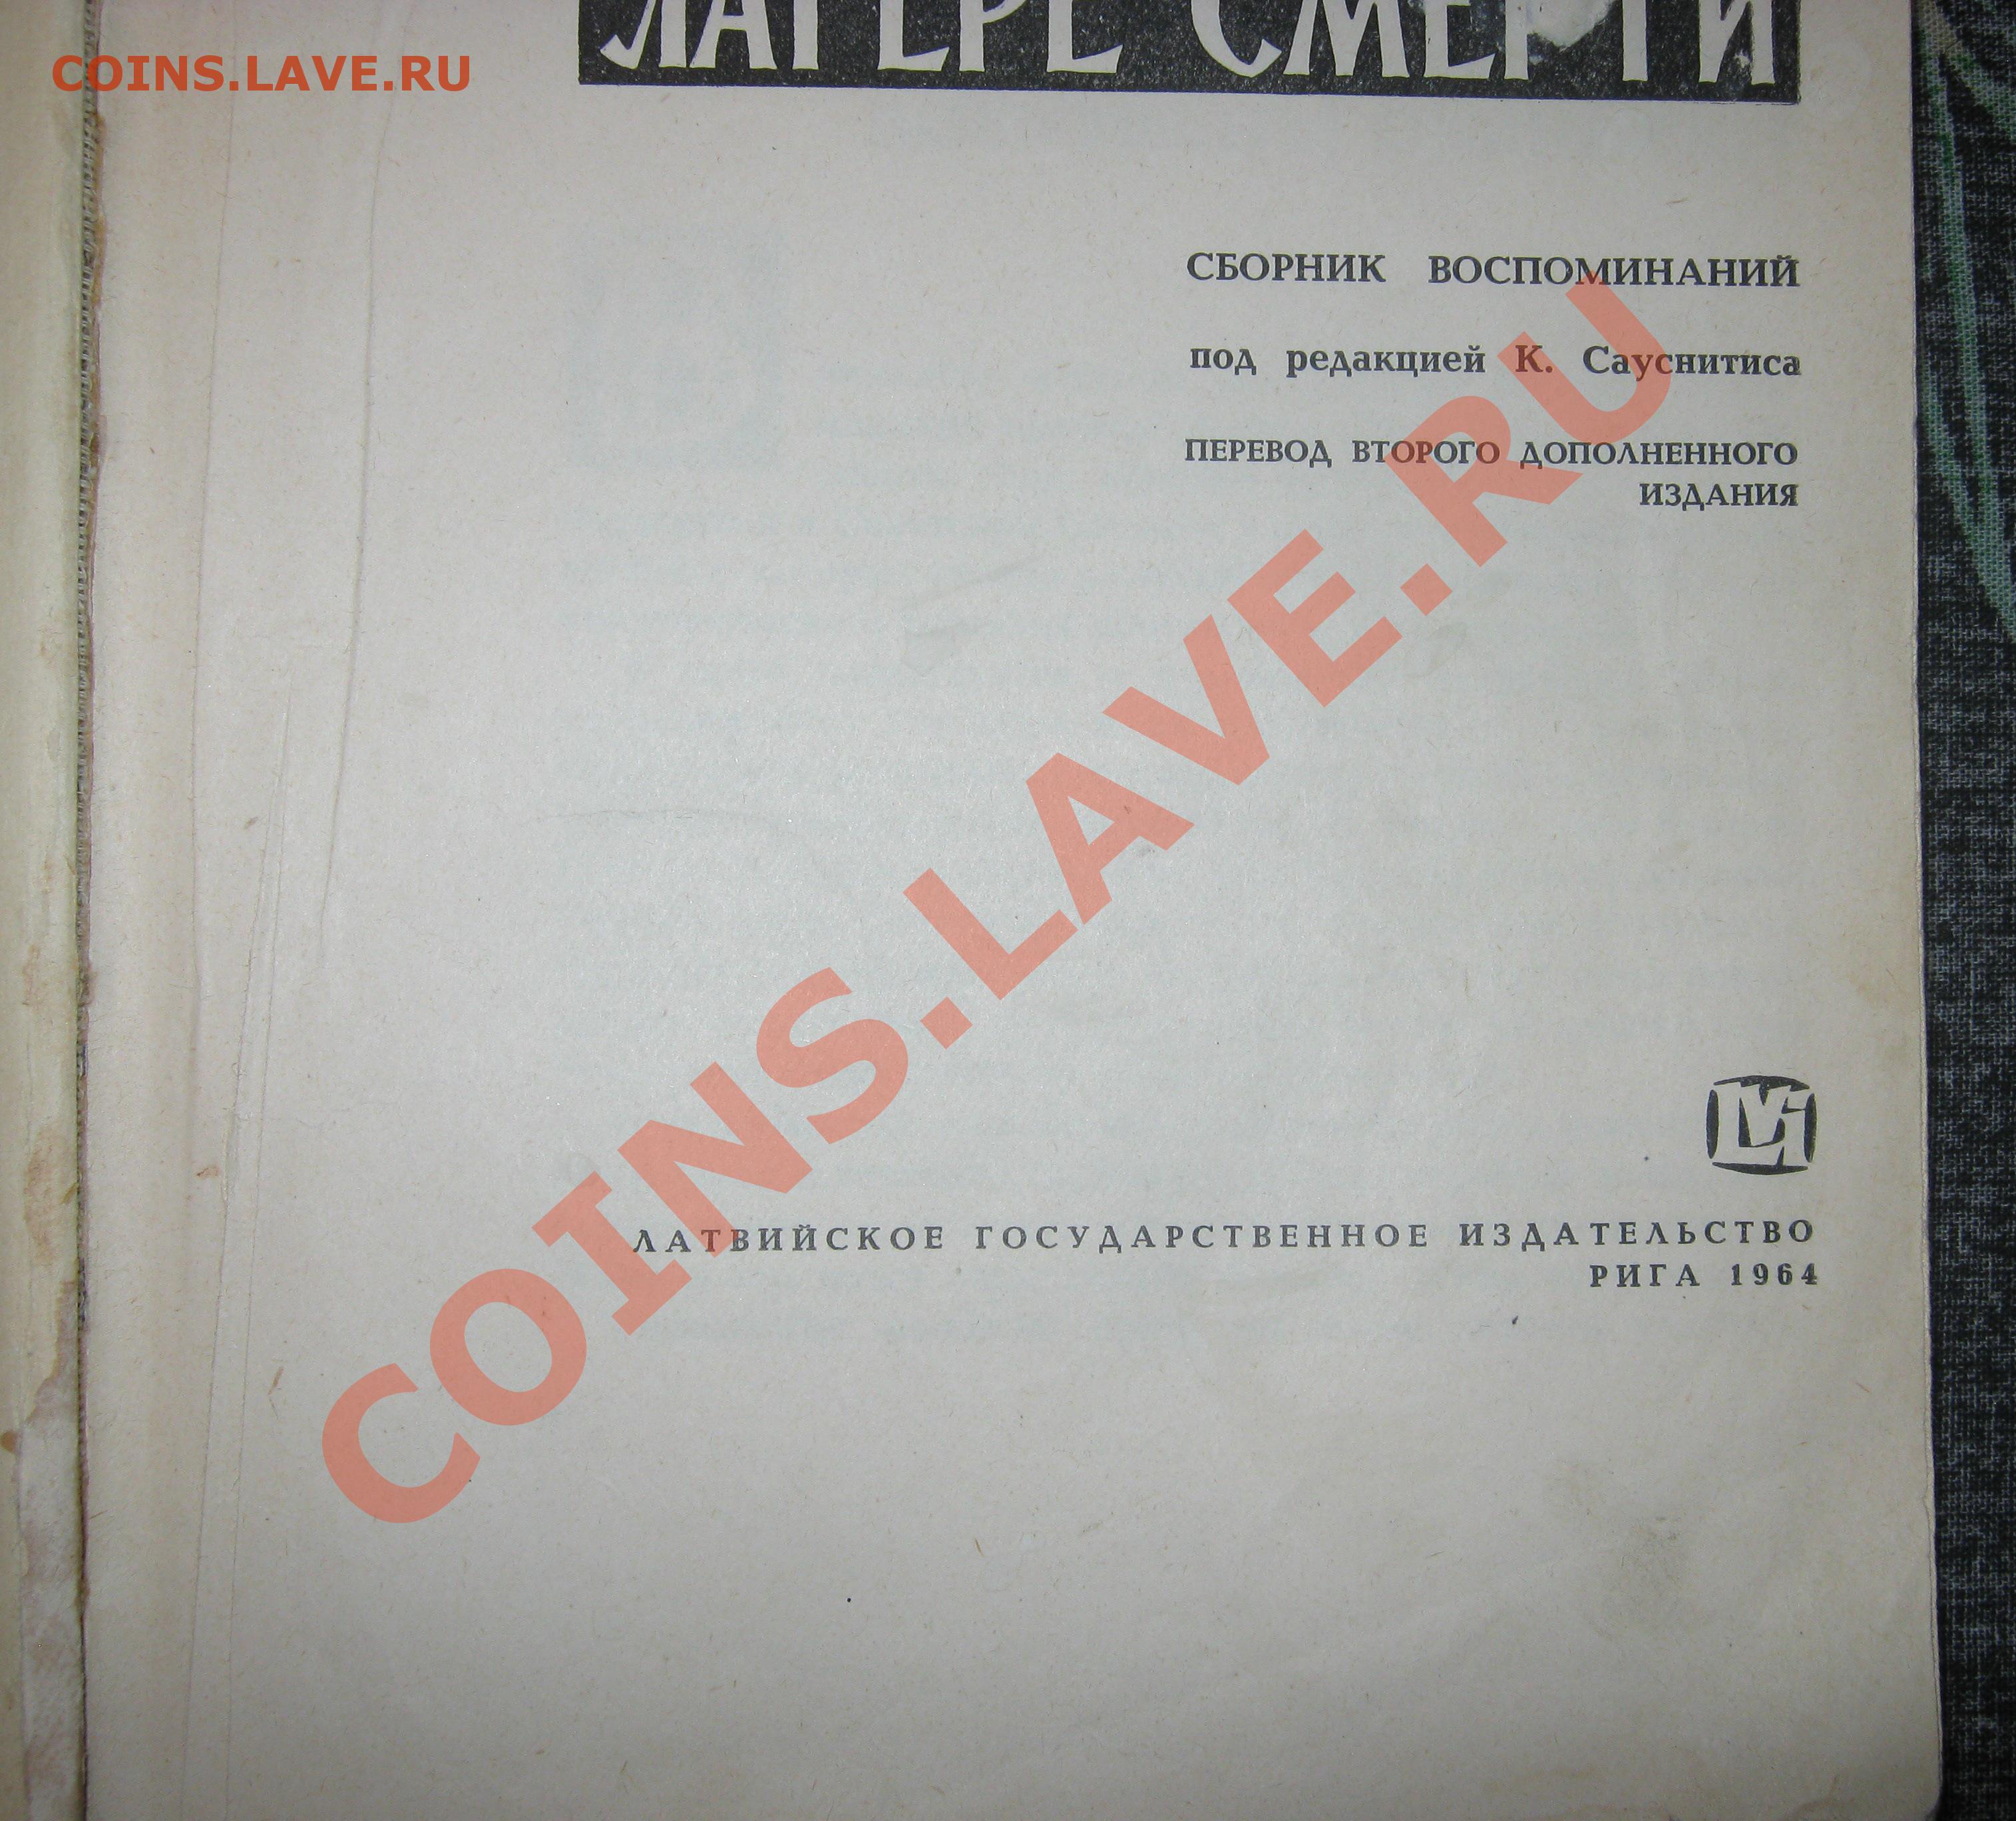 ЛАГЕРЕ СМЕРТИ
COINS.LAVE.RU
СБОРНИК ВОСПОМИНАНИЙ
под редакцией К. Сауснитиса
ПЕРЕВОД ВТОРОГО ДОПОЛНЕННОГО
ИЗДАНИЯ
COINS.LAVE.RU
LVI
ЛАТВИЙСКОЕ ГОСУДАРСТВЕННОЕ ИЗДАТЕЛЬСТВО
РИГА 1964